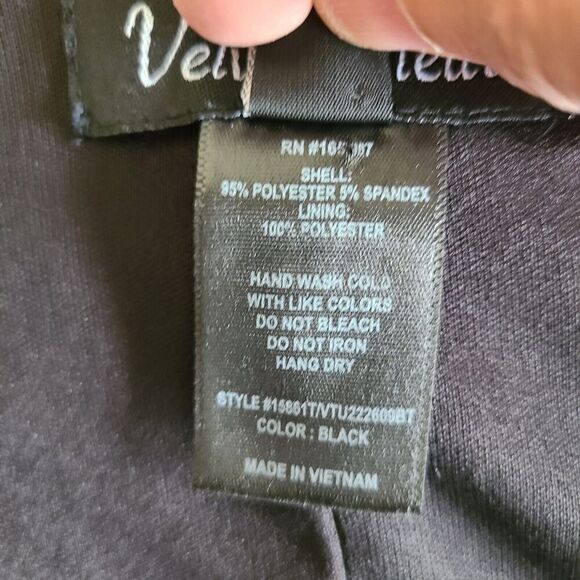 RN
SHELL:
95% POLYESTER 5% SPANDEX
LINING:
100% POLYESTER
HAND WASH COLD
WITH LIKE COLORS
DO NOT BLEACH
DO NOT IRON
HANG DRY
STYLE
COLOR : BLACK
MADE IN VIETNAM